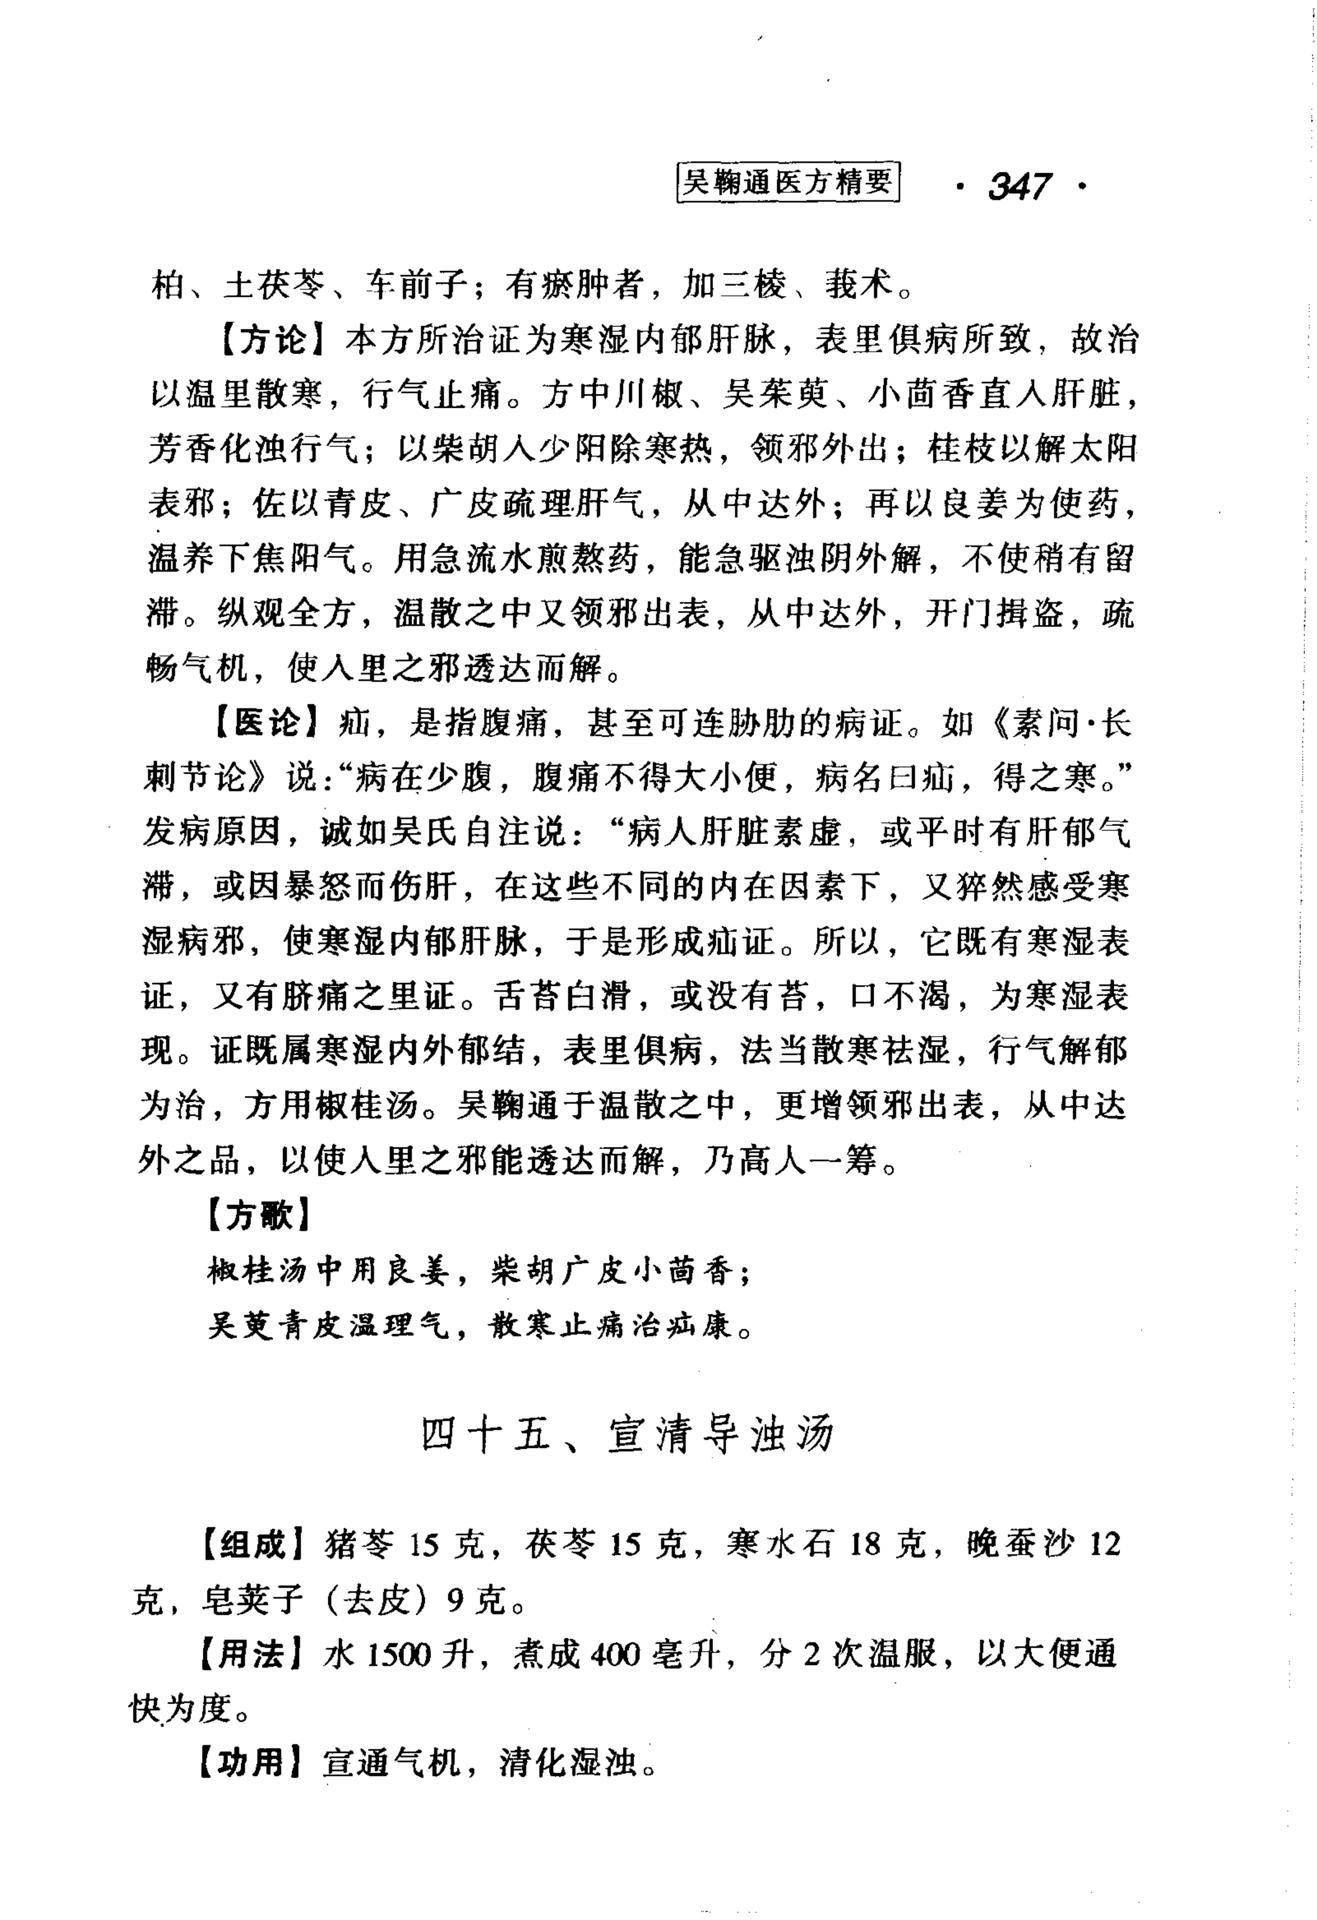 吴鞠通医方精要 · 347 ·
柏、土茯苓、车前子；有瘀肿者，加三棱、莪术。
【方论】本方所治证为寒湿内郁肝脉，表里俱病所致，故治
以温里散寒，行气止痛。方中川椒、吴茱萸、小茴香直入肝脏，
芳香化浊行气；以柴胡入少阳除寒热，领邪外出；桂枝以解太阳
表邪；佐以青皮、广皮疏理肝气，从中达外；再以良姜为使药，
温养下焦阳气。用急流水煎熬药，能急驱浊阴外解，不使稍有留
滞。纵观全方，温散之中又领邪出表，从中达外，开门揖盗，疏
畅气机，使入里之邪透达而解。
【医论】疝，是指腹痛，甚至可连胁肋的病证。如《素问·长
刺节论》说：“病在少腹，腹痛不得大小便，病名曰疝，得之寒。”
发病原因，诚如吴氏自注说：“病人肝脏素虚，或平时有肝郁气
滞，或因暴怒而伤肝，在这些不同的内在因素下，又猝然感受寒
湿病邪，使寒湿内郁肝脉，于是形成疝证。所以，它既有寒湿表
证，又有脐痛之里证。舌苔白滑，或没有苔，口不渴，为寒湿表
现。证既属寒湿内外郁结，表里俱病，法当散寒祛湿，行气解郁
为治，方用椒桂汤。吴鞠通于温散之中，更增领邪出表，从中达
外之品，以使入里之邪能透达而解，乃高人一筹。
【方歌】
椒桂汤中用良姜，柴胡广皮小茴香；
吴萸青皮温理气，散寒止痛治疝康。
四十五、宣清导浊汤
【组成】猪苓 15 克，茯苓 15 克，寒水石 18 克，晚蚕沙 12
克，皂荚子（去皮）9 克。
【用法】水 1500 升，煮成 400 毫升，分 2 次温服，以大便通
快为度。
【功用】宣通气机，清化湿浊。